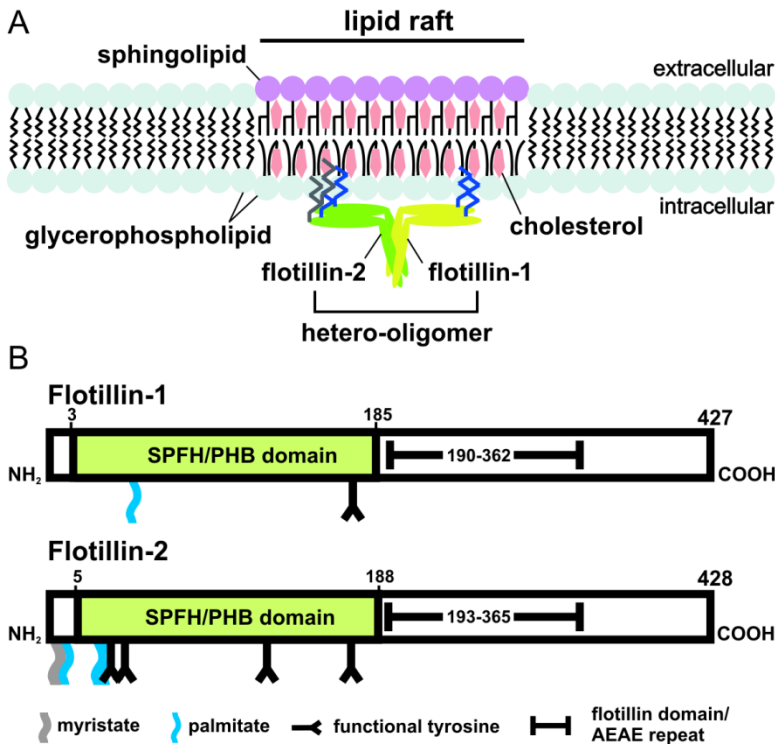 A
lipid raft
sphingolipid
extracellular
intracellular
glycerophospholipid
cholesterol
flotillin-2
flotillin-1
hetero-oligomer
B
Flotillin-1
3
185
427
SPFH/PHB domain
190-362
NH₂
COOH
Flotillin-2
5
188
428
SPFH/PHB domain
193-365
NH₂
COOH
myristate
palmitate
functional tyrosine
flotillin domain/
AEAE repeat